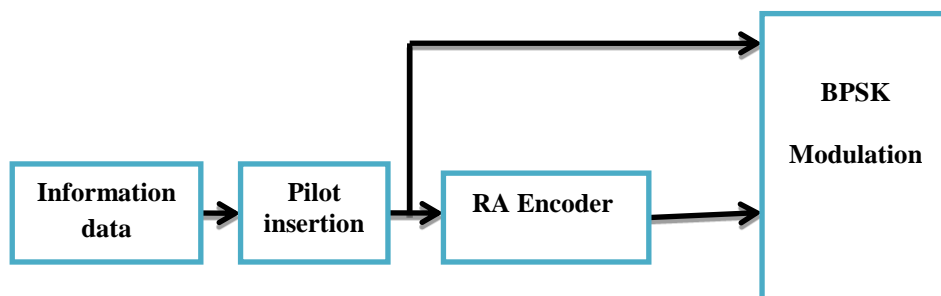 Information
data
Pilot
insertion
RA Encoder
BPSK
Modulation